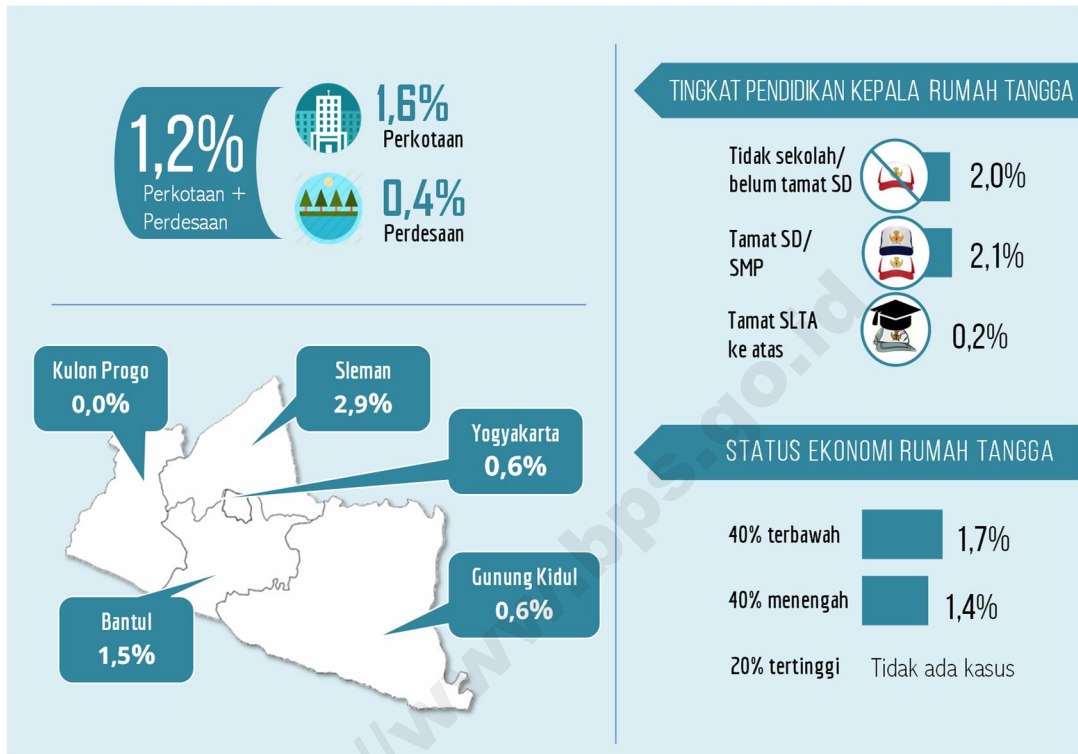 1,2%
Perkotaan +
Perdesaan
1,6%
Perkotaan
0,4%
Perdesaan
Kulon Progo
0,0%
Sleman
2,9%
Yogyakarta
0,6%
Gunung Kidul
0,6%
Bantul
1,5%
TINGKAT PENDIDIKAN KEPALA RUMAH TANGGA
Tidak sekolah/
belum tamat SD
2,0%
Tamat SD/
SMP
2,1%
Tamat SLTA
ke atas
0,2%
STATUS EKONOMI RUMAH TANGGA
40% terbawah
1,7%
40% menengah
1,4%
20% tertinggi
Tidak ada kasus
//www.bps.go.id